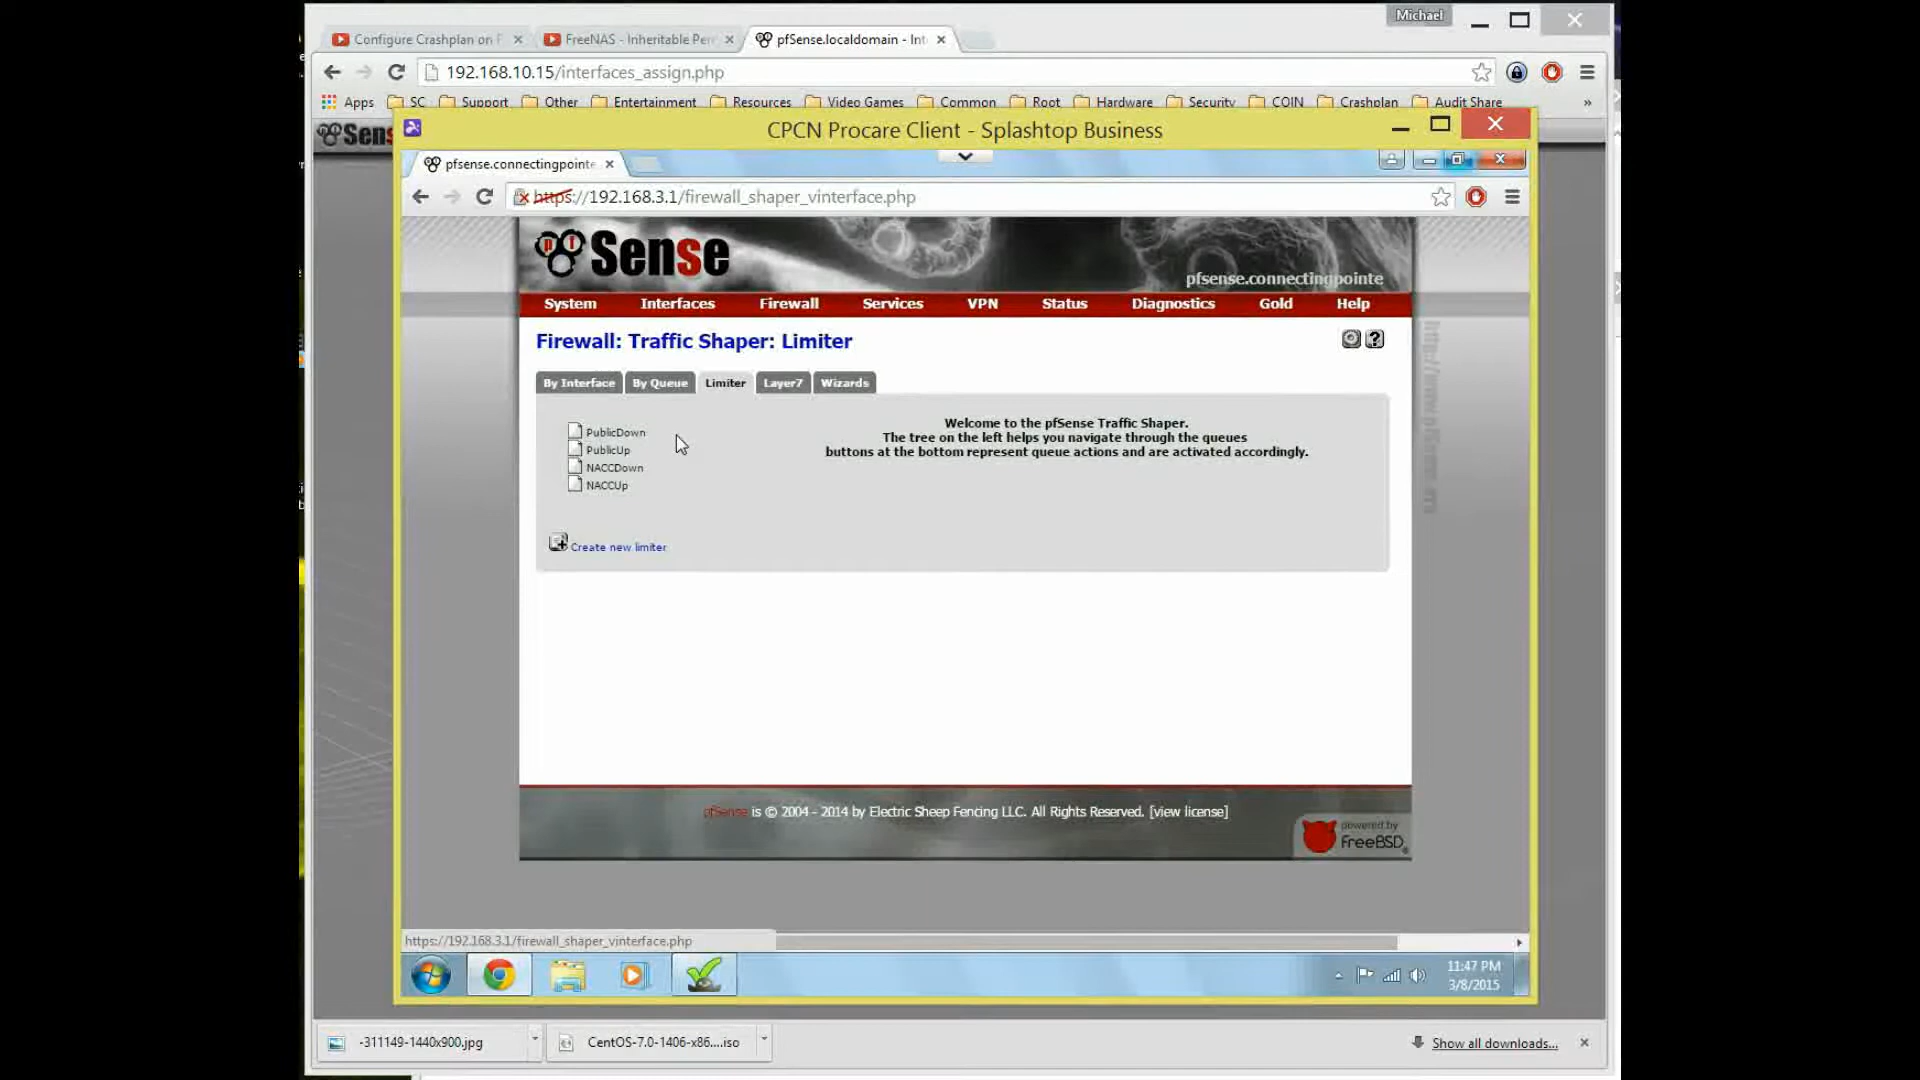 Michael
Configure Crashplan on F
FreeNAS - Inheritable Per
pfSense.localdomain - Int
192.168.10.15/interfaces_assign.php
Apps SC Support Other Entertainment Resources Video Games Common Root Hardware Security COIN Crashplan Audit Share »
Sens
CPCN Procare Client - Splashtop Business
pfsense.connectingpointe
https://192.168.3.1/firewall_shaper_vinterface.php
pf Sense
pfsense.connectingpointe
System Interfaces Firewall Services VPN Status Diagnostics Gold Help
Firewall: Traffic Shaper: Limiter
By Interface By Queue Limiter Layer7 Wizards
PublicDown
PublicUp
NACCDown
NACCUp
Welcome to the pfSense Traffic Shaper.
The tree on the left helps you navigate through the queues
buttons at the bottom represent queue actions and are activated accordingly.
Create new limiter
pfSense is © 2004 - 2014 by Electric Sheep Fencing LLC. All Rights Reserved. [view license]
powered by
FreeBSD
https://192.168.3.1/firewall_shaper_vinterface.php
11:47 PM
3/8/2015
-311149-1440x900.jpg
CentOS-7.0-1406-x86....iso
Show all downloads...